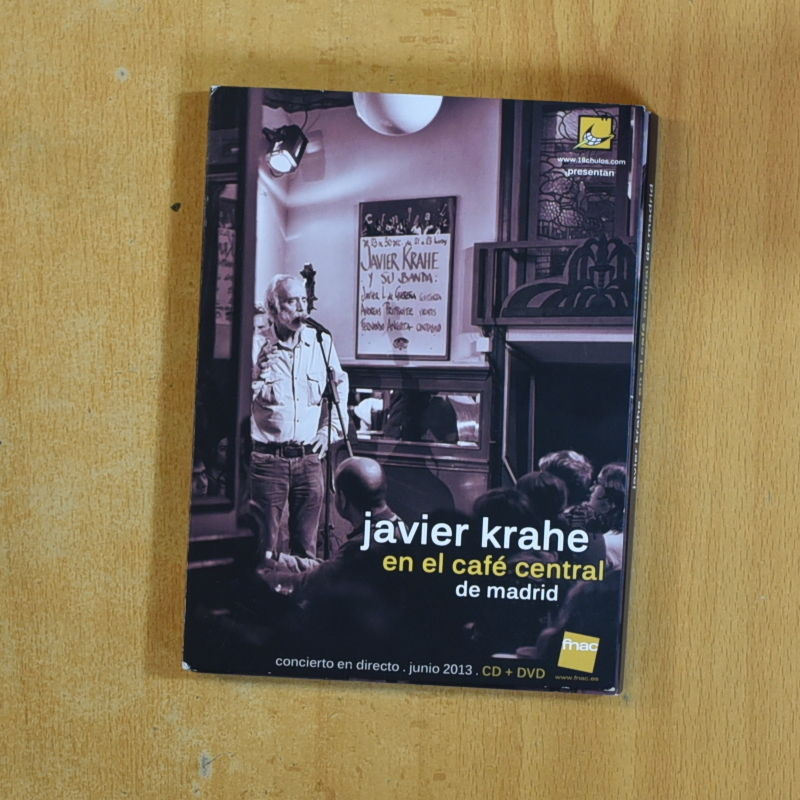 www.18chulos.com
presentan
JAVIER KRAHE
Y SU BANDA:
javier krahe
en el café central
de madrid
concierto en directo . junio 2013 . CD + DVD
fnac
www.fnac.es
javier krahe en el café central de madrid